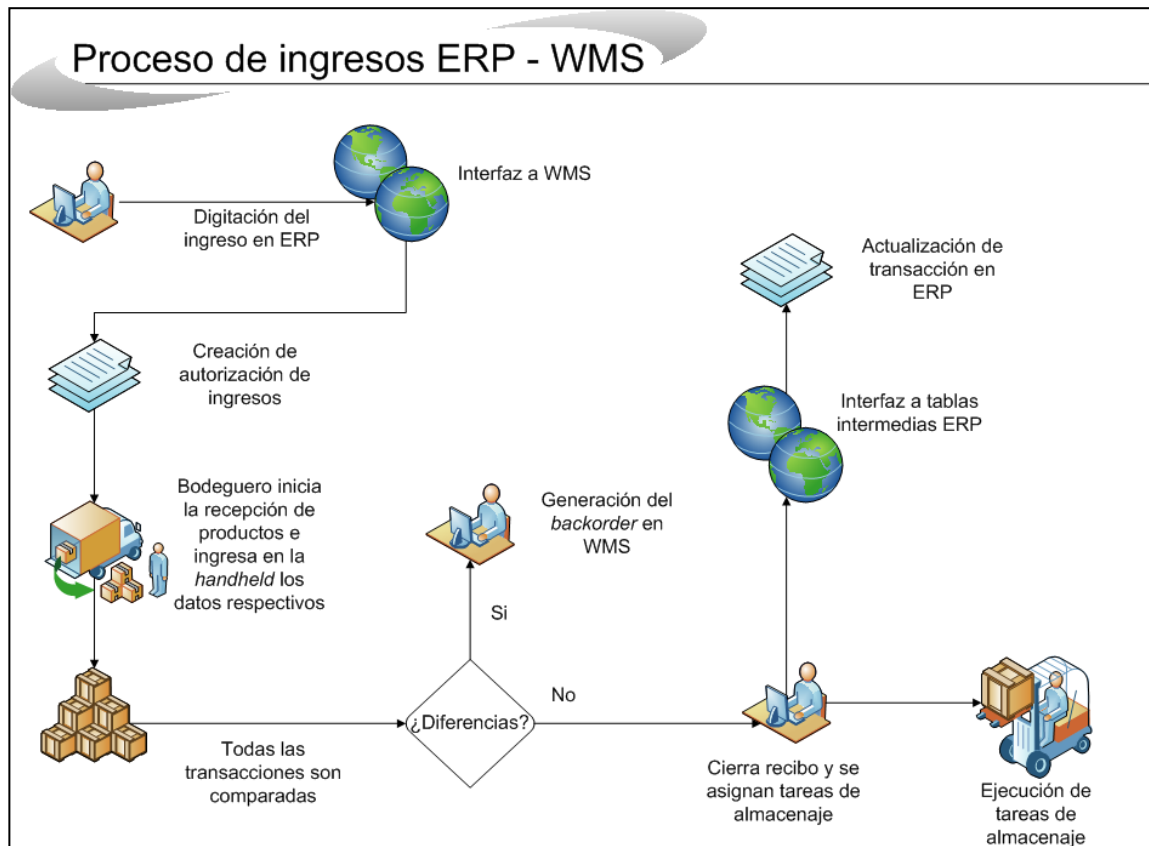 Proceso de ingresos ERP - WMS
Interfaz a WMS
Digitación del
ingreso en ERP
Actualización de
transacción en
ERP
Creación de
autorización de
ingresos
Interfaz a tablas
intermedias ERP
Bodeguero inicia
la recepción de
productos e
ingresa en la
handheld los
datos respectivos
Generación del
backorder en
WMS
Si
No
¿Diferencias?
Todas las
transacciones son
comparadas
Cierra recibo y se
asignan tareas de
almacenaje
Ejecución de
tareas de
almacenaje